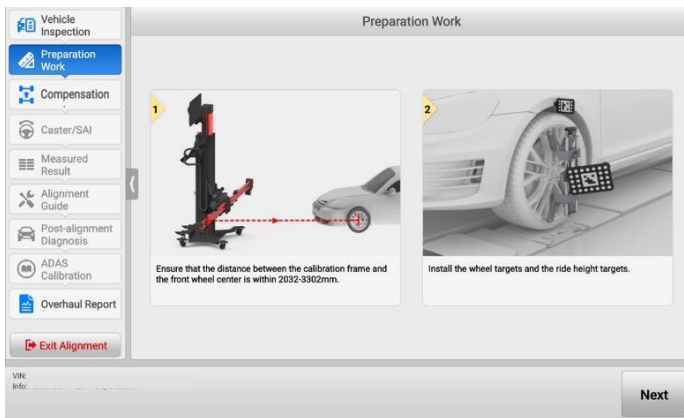 Vehicle
Inspection
Preparation Work
Preparation
Work
Compensation
Caster/SAI
Measured
Result
Alignment
Guide
Post-alignment
Diagnosis
ADAS
Calibration
Overhaul Report
Exit Alignment
1
Ensure that the distance between the calibration frame and
the front wheel center is within 2032-3302mm.
2
Install the wheel targets and the ride height targets.
VIN:
Info:
Next